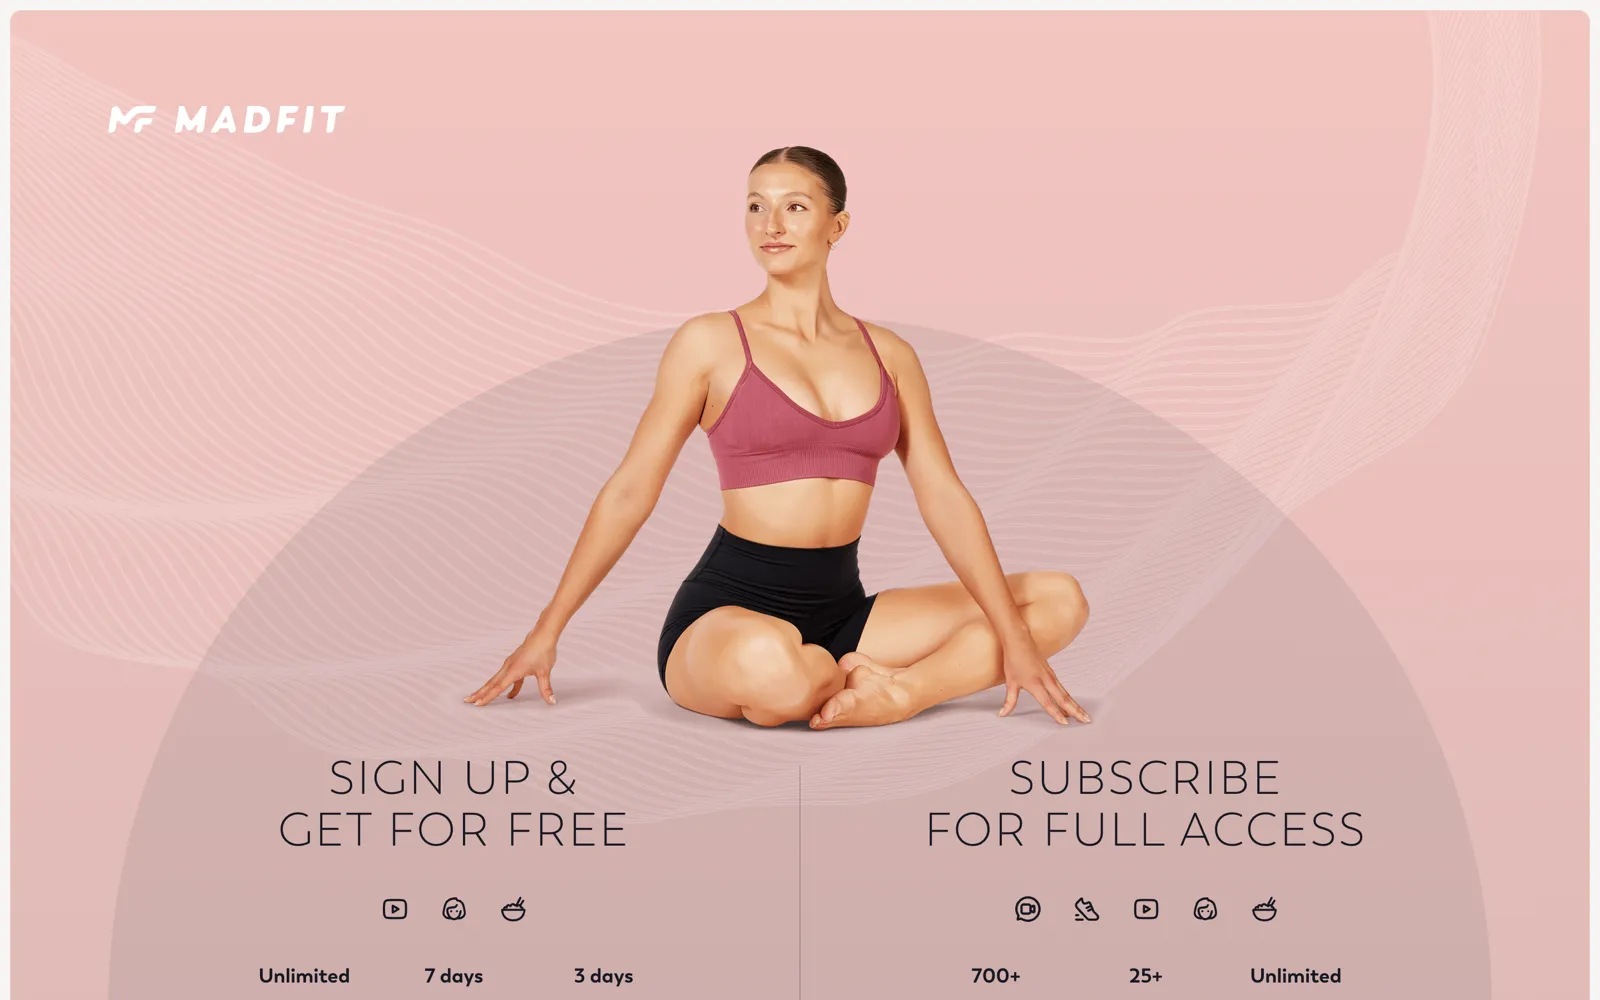 MADFIT
SIGN UP &
GET FOR FREE
SUBSCRIBE
FOR FULL ACCESS
Unlimited
7 days
3 days
700+
25+
Unlimited